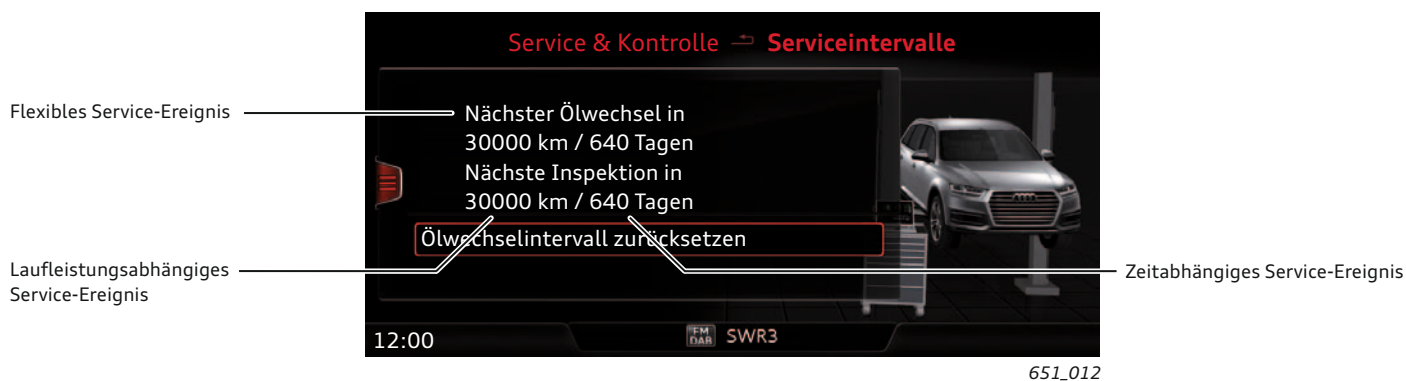 Service & Kontrolle Serviceintervalle
Flexibles Service-Ereignis
Nächster Ölwechsel in
30000 km / 640 Tagen
Nächste Inspektion in
30000 km / 640 Tagen
Ölwechselintervall zurücksetzen
Laufleistungsabhängiges
Service-Ereignis
Zeitabhängiges Service-Ereignis
12:00
FM
DAB
SWR3
651_012